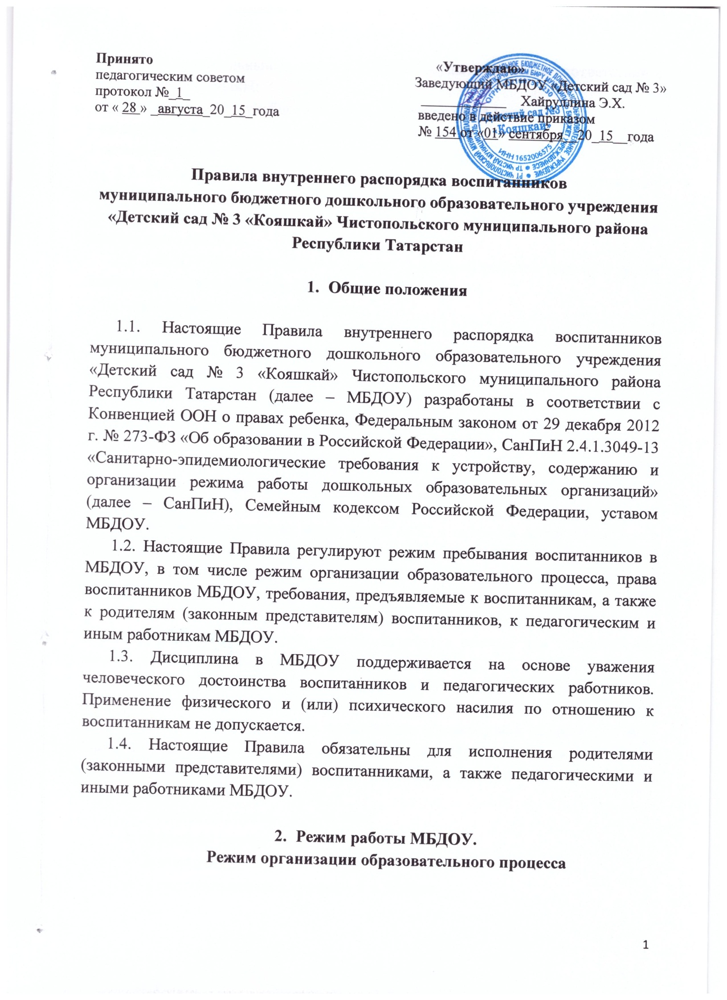 Принято
педагогическим советом
протокол №_1_
от « 28 » _августа_20_15_года
«Утверждаю»
Заведующий МБДОУ «Детский сад № 3»
____________ Хайруллина Э.Х.
введено в действие приказом
№ 154 от «01» сентября__20_15__года
Детский сад №3
«Кояшкай»
ИНН 1652006575
Правила внутреннего распорядка воспитанников
муниципального бюджетного дошкольного образовательного учреждения
«Детский сад № 3 «Кояшкай» Чистопольского муниципального района
Республики Татарстан
1. Общие положения
1.1. Настоящие Правила внутреннего распорядка воспитанников
муниципального бюджетного дошкольного образовательного учреждения
«Детский сад № 3 «Кояшкай» Чистопольского муниципального района
Республики Татарстан (далее – МБДОУ) разработаны в соответствии с
Конвенцией ООН о правах ребенка, Федеральным законом от 29 декабря 2012
г. № 273-ФЗ «Об образовании в Российской Федерации», СанПиН 2.4.1.3049-13
«Санитарно-эпидемиологические требования к устройству, содержанию и
организации режима работы дошкольных образовательных организаций»
(далее – СанПиН), Семейным кодексом Российской Федерации, уставом
МБДОУ.
1.2. Настоящие Правила регулируют режим пребывания воспитанников в
МБДОУ, в том числе режим организации образовательного процесса, права
воспитанников МБДОУ, требования, предъявляемые к воспитанникам, а также
к родителям (законным представителям) воспитанников, к педагогическим и
иным работникам МБДОУ.
1.3. Дисциплина в МБДОУ поддерживается на основе уважения
человеческого достоинства воспитанников и педагогических работников.
Применение физического и (или) психического насилия по отношению к
воспитанникам не допускается.
1.4. Настоящие Правила обязательны для исполнения родителями
(законными представителями) воспитанниками, а также педагогическими и
иными работниками МБДОУ.
2. Режим работы МБДОУ.
Режим организации образовательного процесса
1